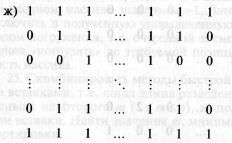 ж) 1 1 1 ... 1 1 1
0 1 1 ... 1 1 0
0 0 1 ... 1 0 0
⋮ ⋮ ⋮ ⋱ ⋮ ⋮ ⋮
0 1 1 ... 1 1 0
1 1 1 ... 1 1 1